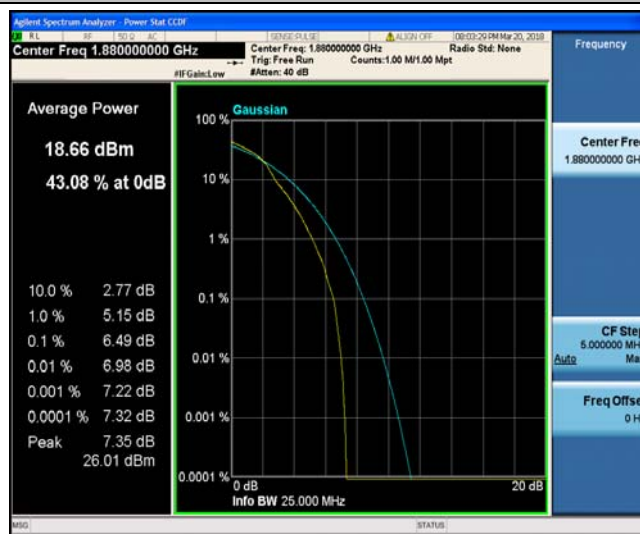 Agilent Spectrum Analyzer - Power Stat CCDF
RL RF 50 Ω AC SENSE:PULSE ALIGN OFF 08:03:29 PM Mar 20, 2018
Center Freq 1.880000000 GHz
Center Freq: 1.880000000 GHz Radio Std: None
Trig: Free Run Counts:1.00 M/1.00 Mpt
#IFGain:Low #Atten: 40 dB
Frequency
Average Power
18.66 dBm
43.08 % at 0dB
10.0 % 2.77 dB
1.0 % 5.15 dB
0.1 % 6.49 dB
0.01 % 6.98 dB
0.001 % 7.22 dB
0.0001 % 7.32 dB
Peak 7.35 dB
26.01 dBm
Gaussian
100 %
10 %
1 %
0.1 %
0.01 %
0.001 %
0.0001 %
0 dB 20 dB
Info BW 25.000 MHz
Center Fre
1.880000000 GH
CF Ste
5.000000 MH
Auto Ma
Freq Offse
0 H
MSG STATUS